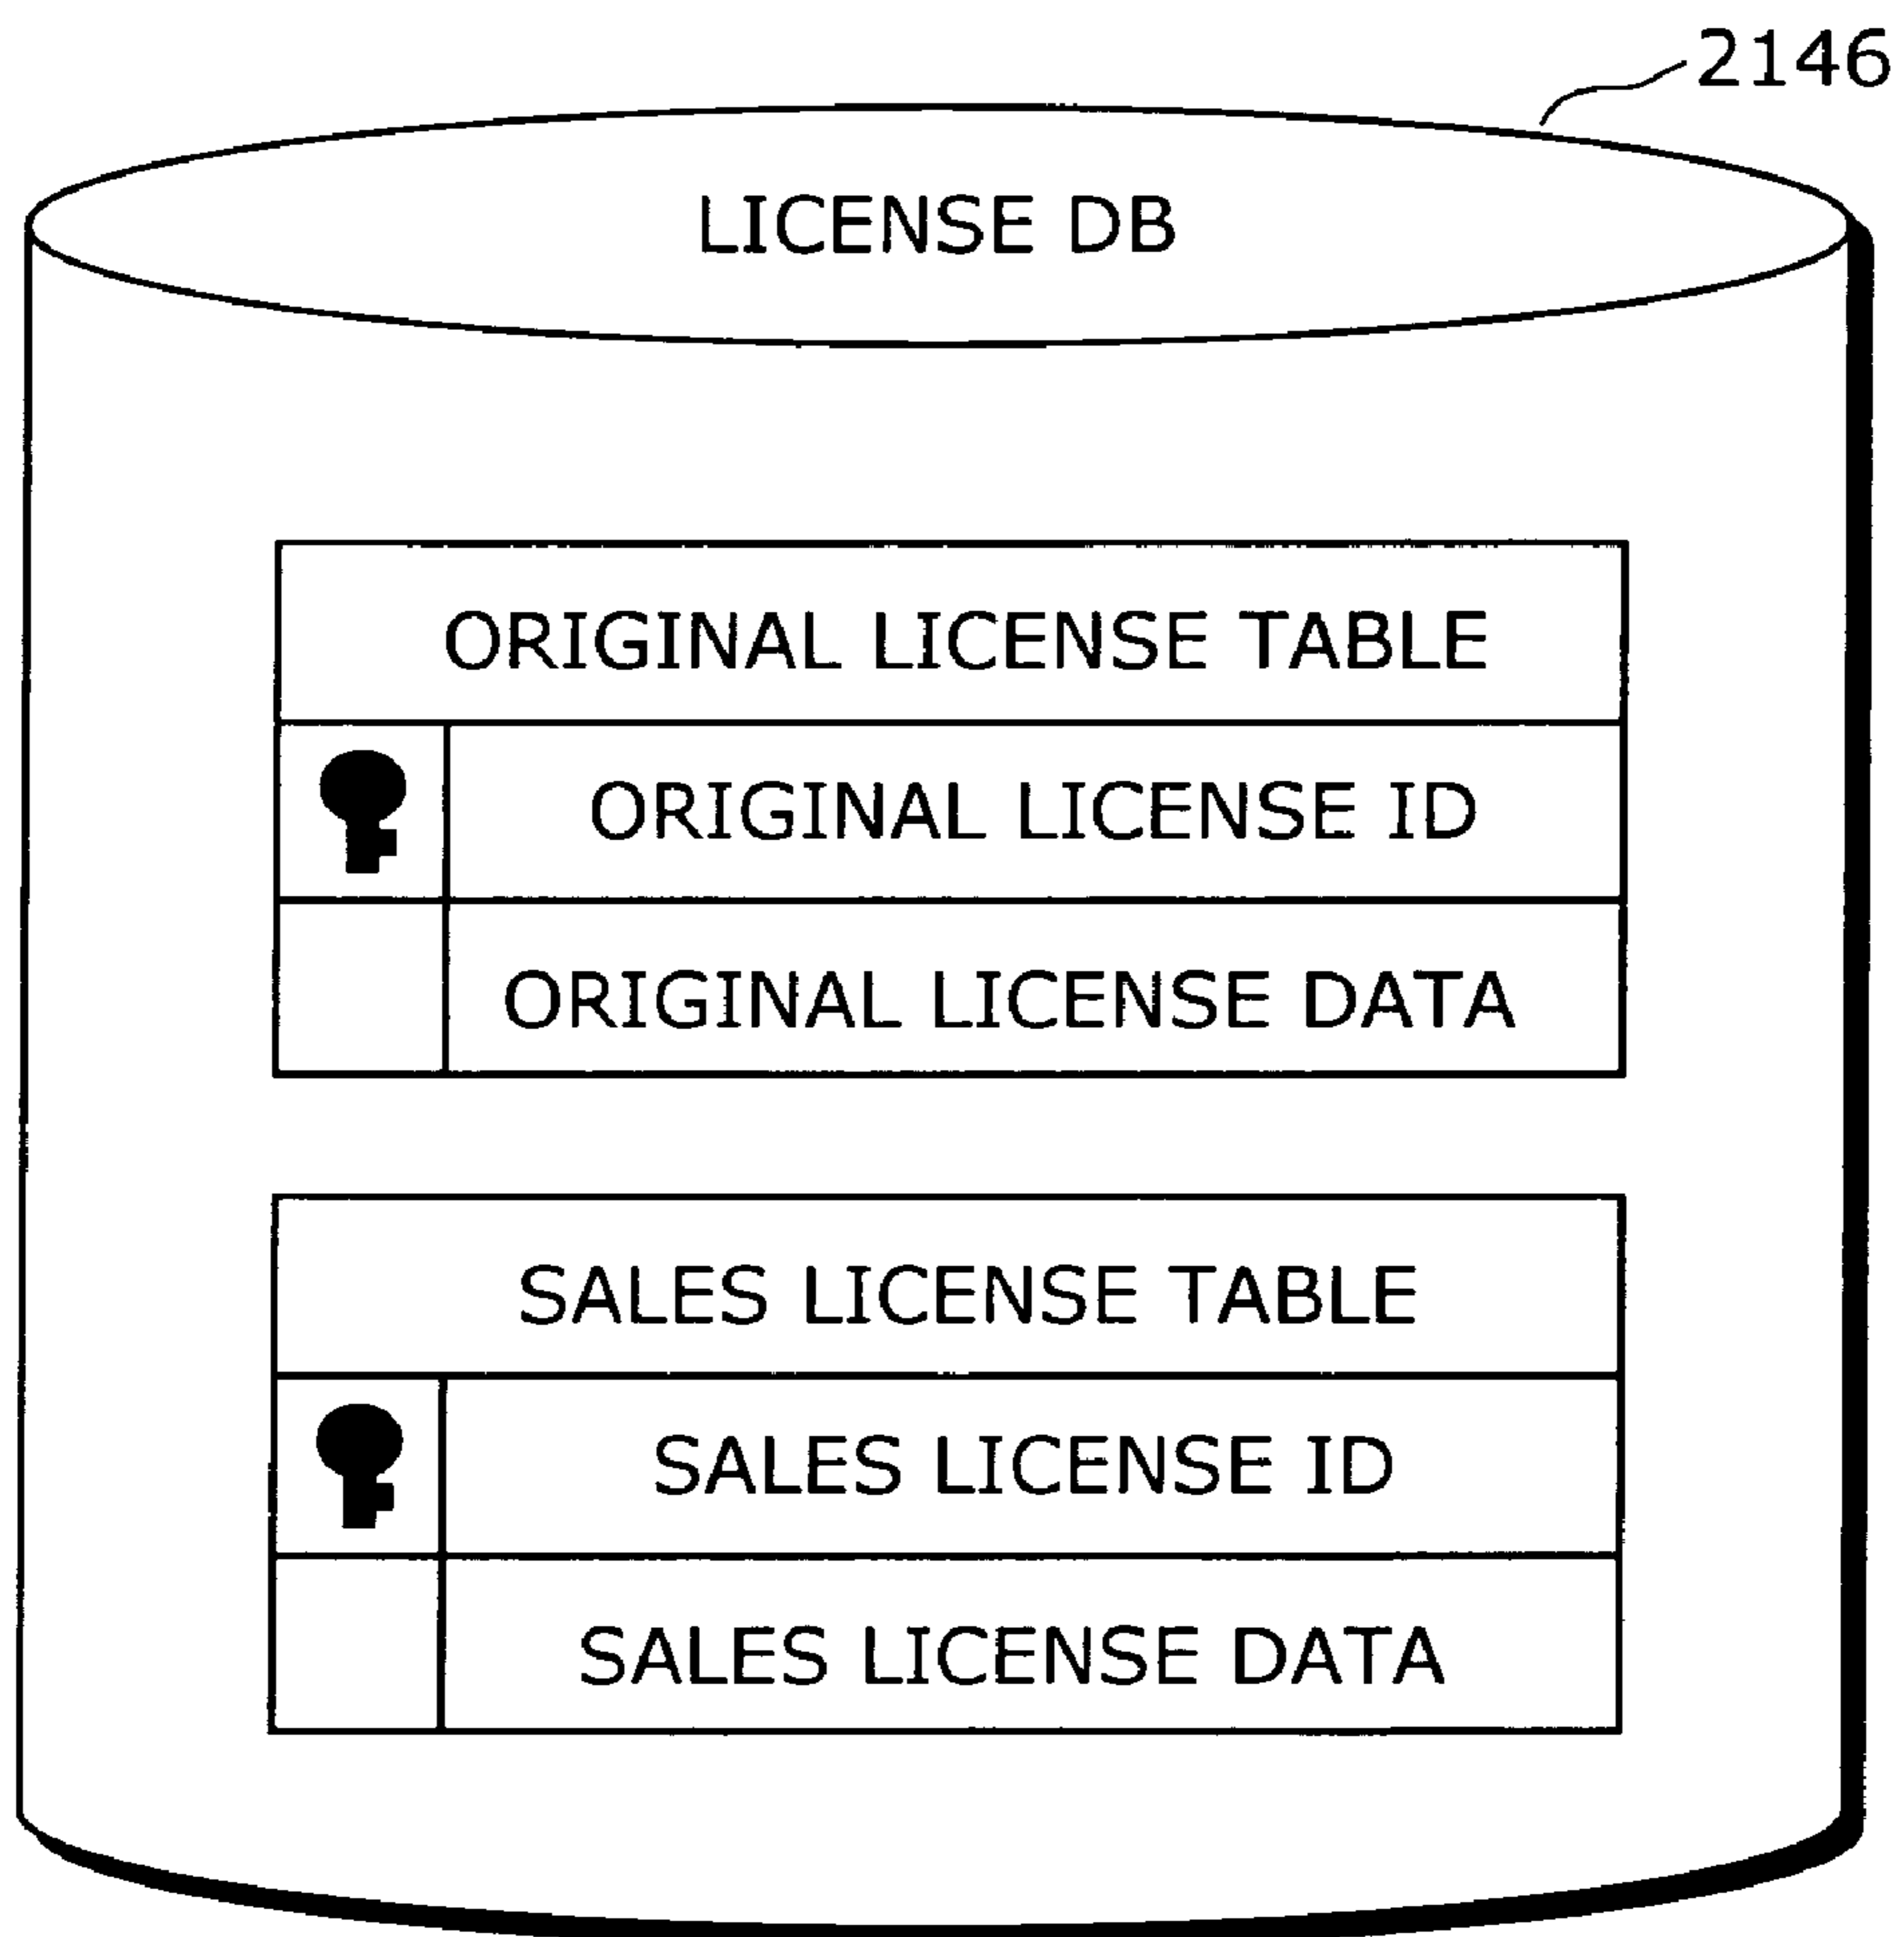 2146
LICENSE DB
ORIGINAL LICENSE TABLE
ORIGINAL LICENSE ID
ORIGINAL LICENSE DATA
SALES LICENSE TABLE
SALES LICENSE ID
SALES LICENSE DATA